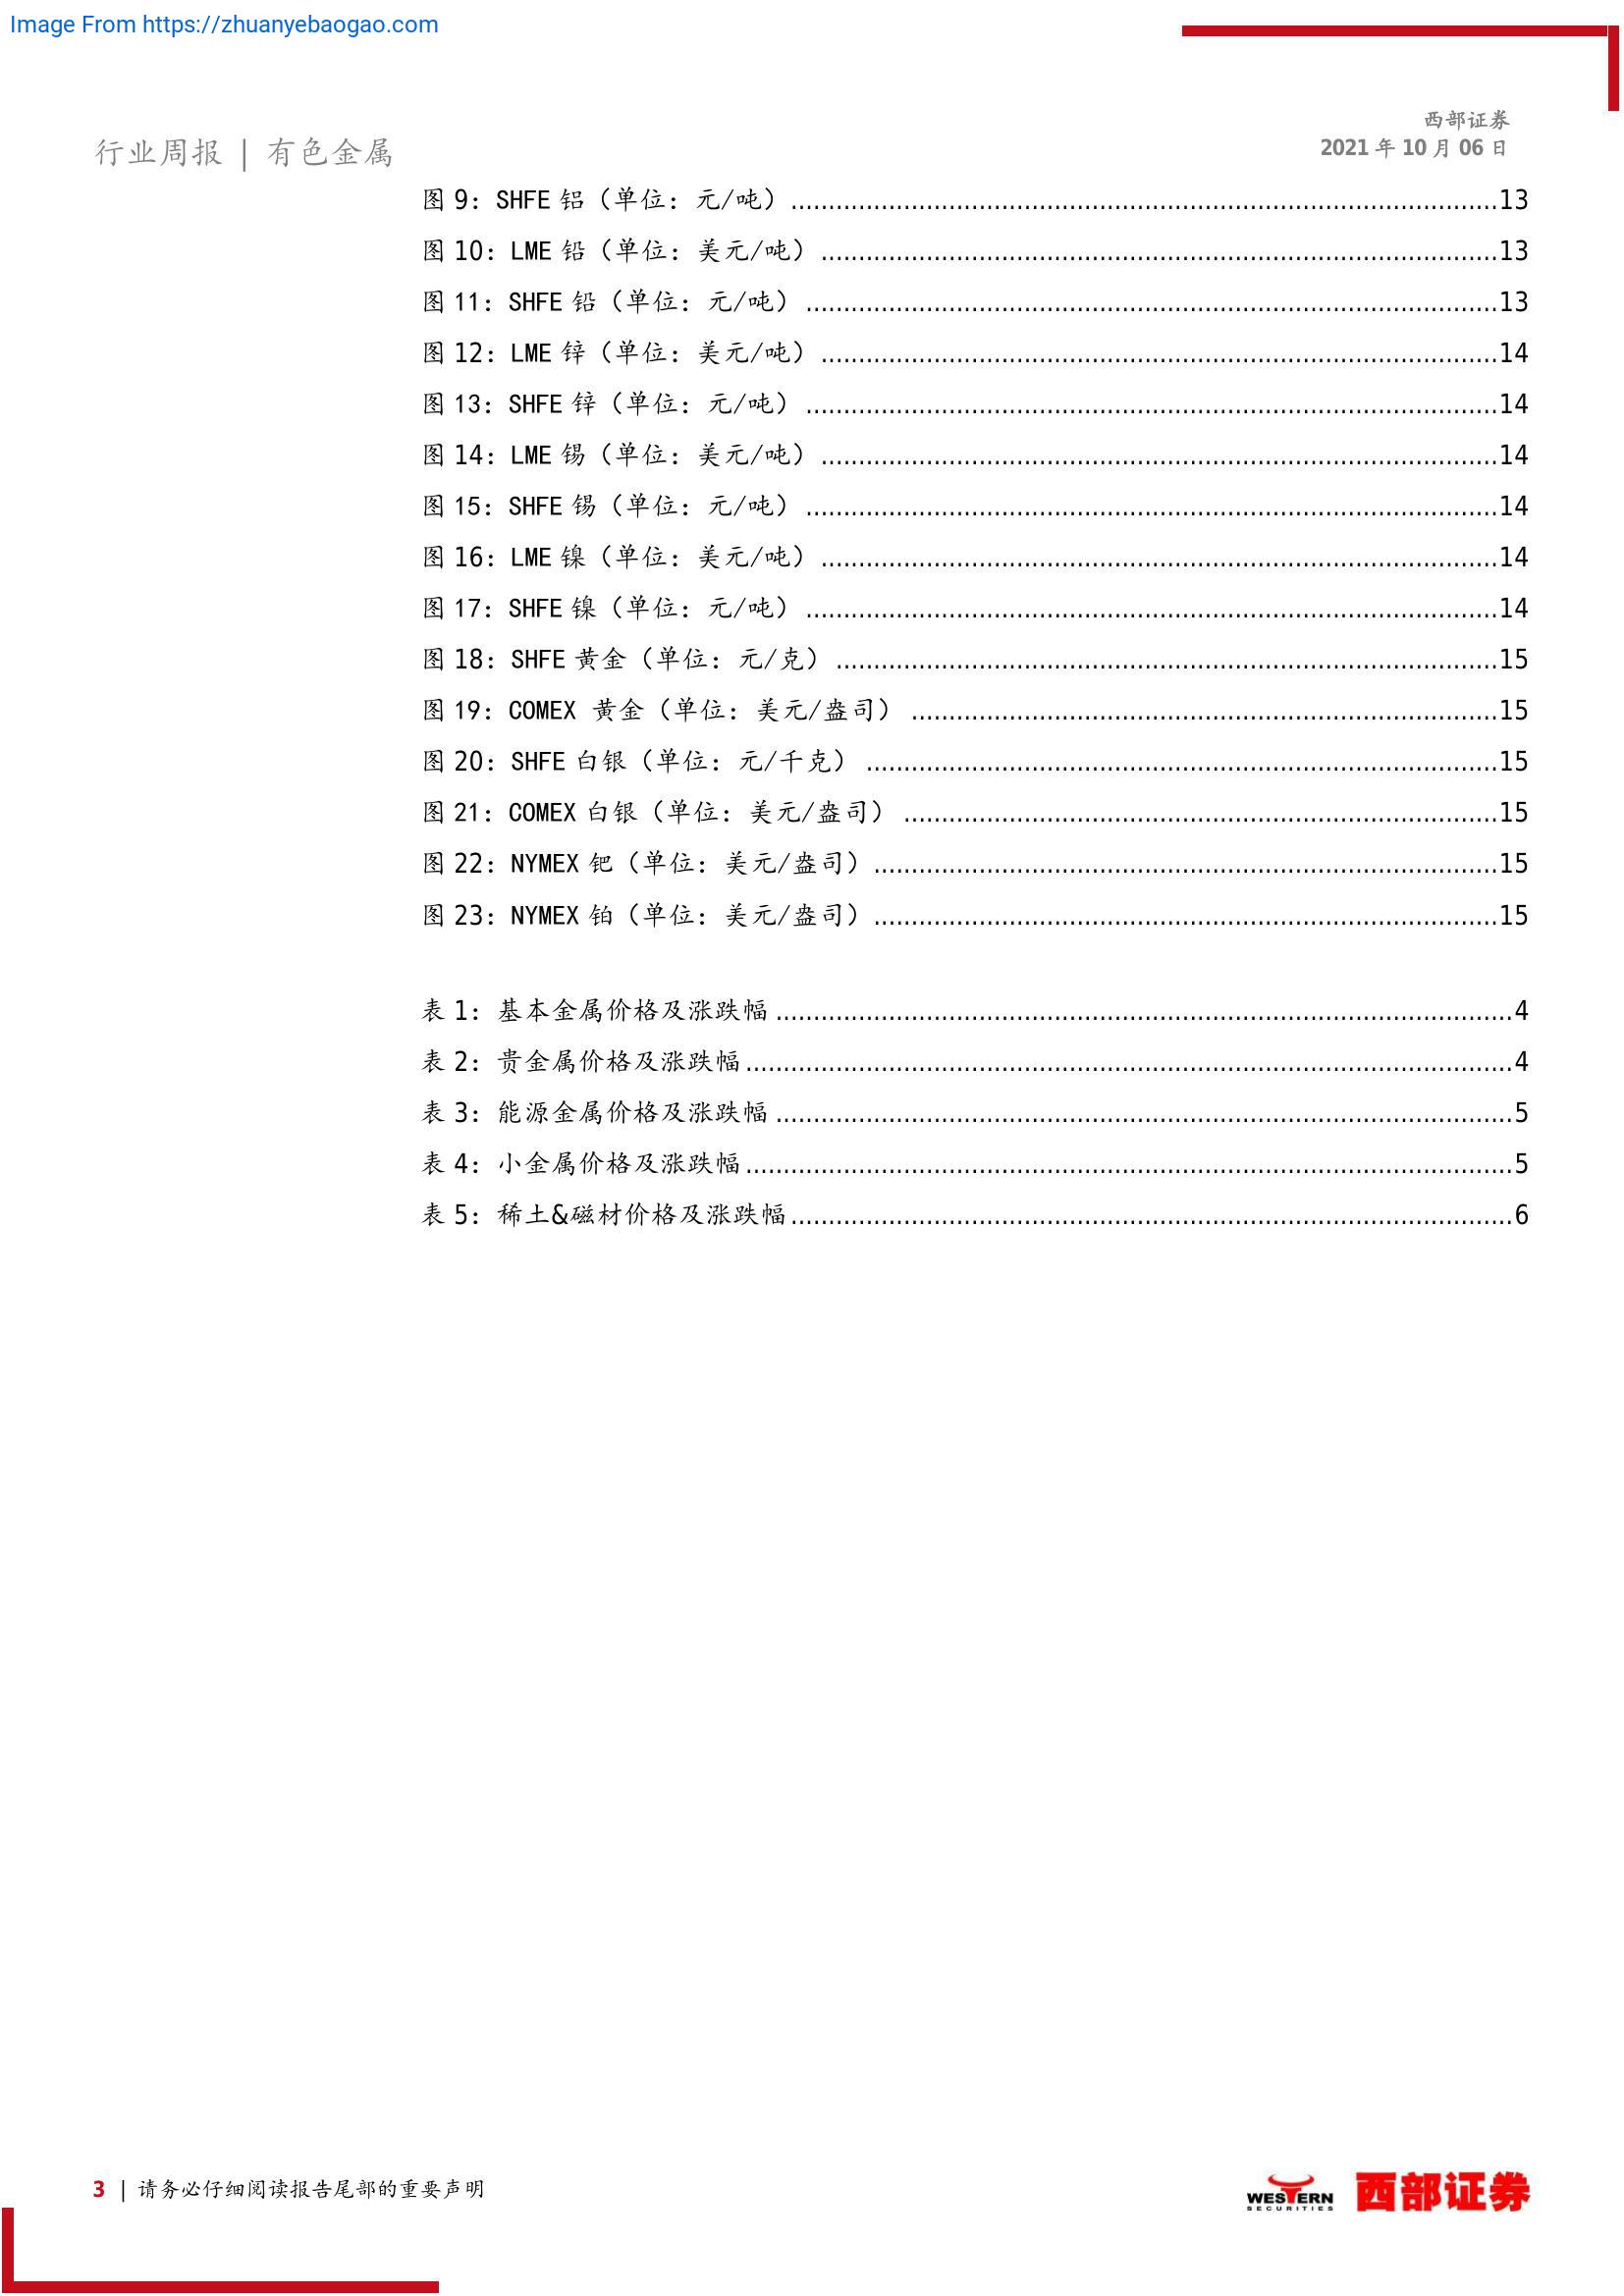 Image From https://zhuanyebaogao.com
西部证券
行业周报 | 有色金属
2021 年 10 月 06 日
图 9：SHFE 铝（单位：元/吨）................................................................13
图 10：LME 铅（单位：美元/吨）................................................................13
图 11：SHFE 铅（单位：元/吨）................................................................13
图 12：LME 锌（单位：美元/吨）................................................................14
图 13：SHFE 锌（单位：元/吨）................................................................14
图 14：LME 锡（单位：美元/吨）................................................................14
图 15：SHFE 锡（单位：元/吨）................................................................14
图 16：LME 镍（单位：美元/吨）................................................................14
图 17：SHFE 镍（单位：元/吨）................................................................14
图 18：SHFE 黄金（单位：元/克）................................................................15
图 19：COMEX 黄金（单位：美元/盎司）................................................................15
图 20：SHFE 白银（单位：元/千克）................................................................15
图 21：COMEX 白银（单位：美元/盎司）................................................................15
图 22：NYMEX 钯（单位：美元/盎司）................................................................15
图 23：NYMEX 铂（单位：美元/盎司）................................................................15
表 1：基本金属价格及涨跌幅................................................................4
表 2：贵金属价格及涨跌幅................................................................4
表 3：能源金属价格及涨跌幅................................................................5
表 4：小金属价格及涨跌幅................................................................5
表 5：稀土&磁材价格及涨跌幅................................................................6
3 | 请务必仔细阅读报告尾部的重要声明
WESTERN
SECURITIES
西部证券